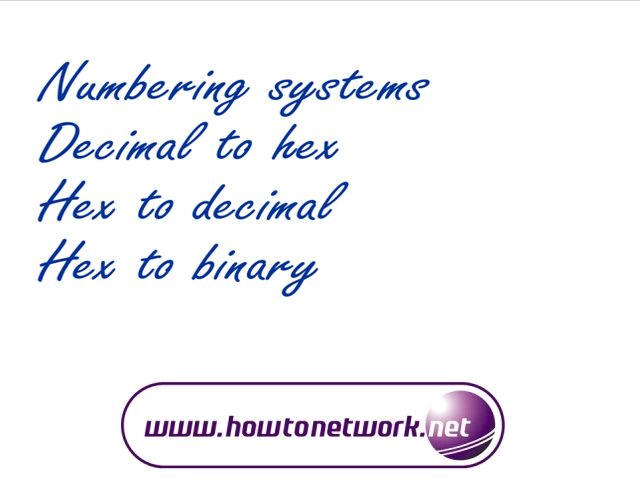 Numbering systems
Decimal to hex
Hex to decimal
Hex to binary
www.howtonetwork.net